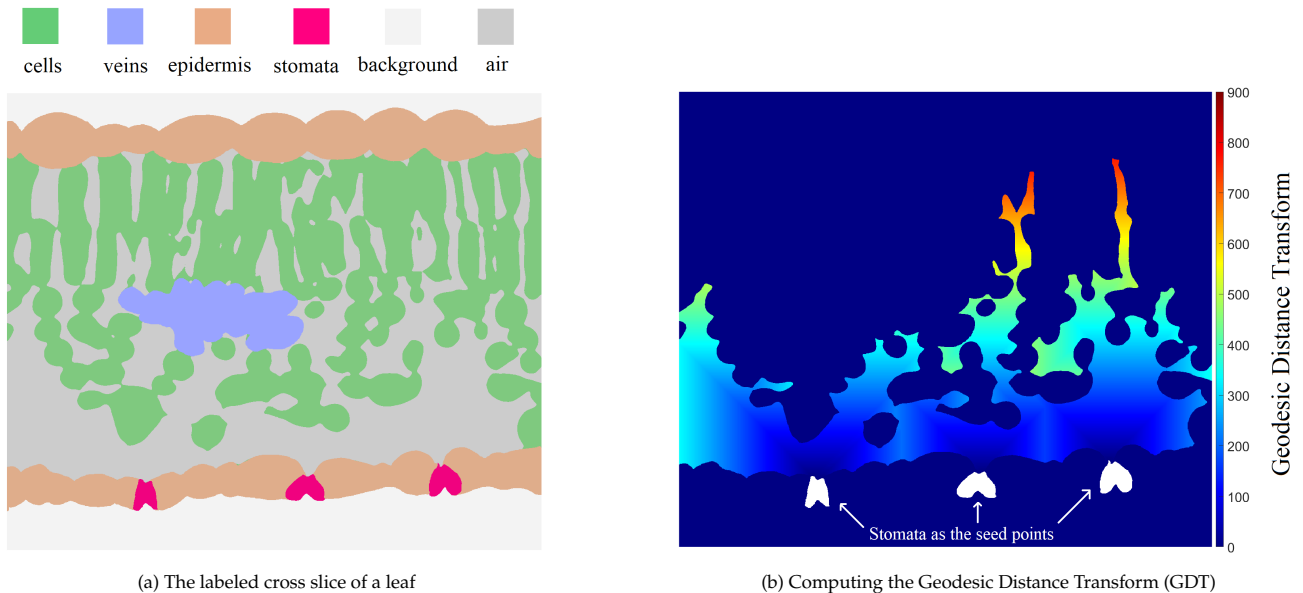 cells veins epidermis stomata background air
900
800
700
600
500
400
300
200
100
0
Geodesic Distance Transform
Stomata as the seed points
(a) The labeled cross slice of a leaf
(b) Computing the Geodesic Distance Transform (GDT)